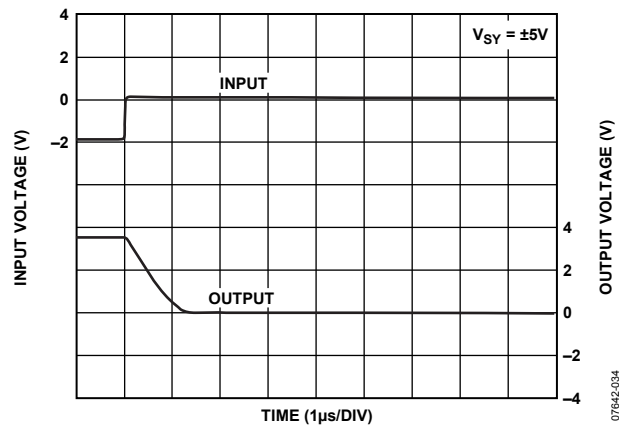 4
2
0
–2
INPUT VOLTAGE (V)
V_SY = ±5V
INPUT
OUTPUT
4
2
0
–2
–4
OUTPUT VOLTAGE (V)
TIME (1µs/DIV)
07642-034